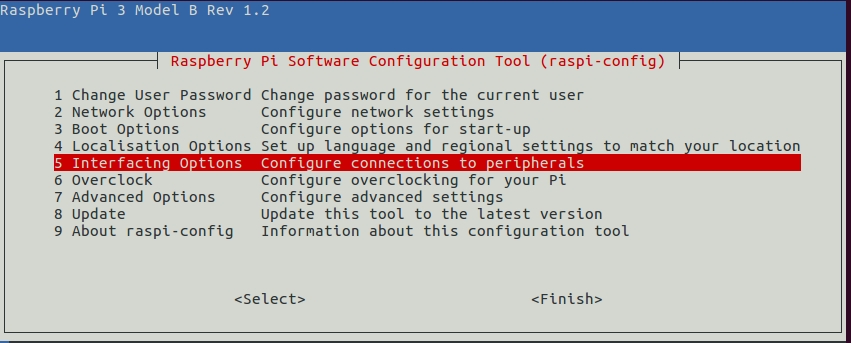 Raspberry Pi 3 Model B Rev 1.2
Raspberry Pi Software Configuration Tool (raspi-config)
1 Change User Password Change password for the current user
2 Network Options Configure network settings
3 Boot Options Configure options for start-up
4 Localisation Options Set up language and regional settings to match your location
5 Interfacing Options Configure connections to peripherals
6 Overclock Configure overclocking for your Pi
7 Advanced Options Configure advanced settings
8 Update Update this tool to the latest version
9 About raspi-config Information about this configuration tool
<Select> <Finish>